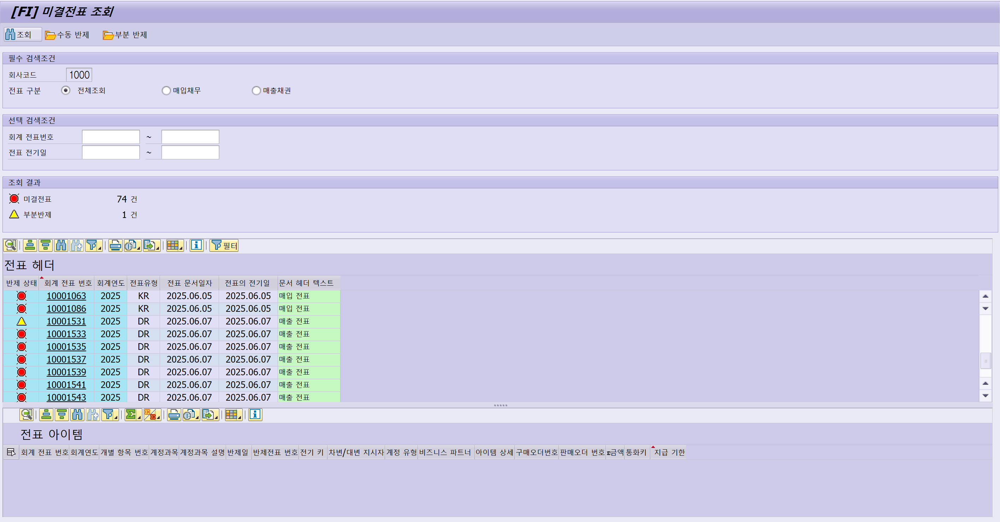 [FI] 미결전표 조회
조회 수동 반제 부분 반제
필수 검색조건
회사코드 1000
전표 구분 전체조회 매입채무 매출채권
선택 검색조건
회계 전표번호 ~
전표 전기일 ~
조회 결과
미결전표 74 건
부분반제 1 건
필터
전표 헤더
반제 상태 회계 전표 번호 회계연도 전표유형 전표 문서일자 전표의 전기일 문서 헤더 텍스트
10001063 2025 KR 2025.06.05 2025.06.05 매입 전표
10001086 2025 KR 2025.06.05 2025.06.05 매입 전표
10001531 2025 DR 2025.06.07 2025.06.07 매출 전표
10001533 2025 DR 2025.06.07 2025.06.07 매출 전표
10001535 2025 DR 2025.06.07 2025.06.07 매출 전표
10001537 2025 DR 2025.06.07 2025.06.07 매출 전표
10001539 2025 DR 2025.06.07 2025.06.07 매출 전표
10001541 2025 DR 2025.06.07 2025.06.07 매출 전표
10001543 2025 DR 2025.06.07 2025.06.07 매출 전표
전표 아이템
회계 전표 번호 회계연도 개별 항목 번호 계정과목 계정과목 설명 반제일 반제전표 번호 전기 키 차변/대변 지시자 계정 유형 비즈니스 파트너 아이템 상세 구매오더번호 판매오더 번호 Σ금액 통화키 지급 기한